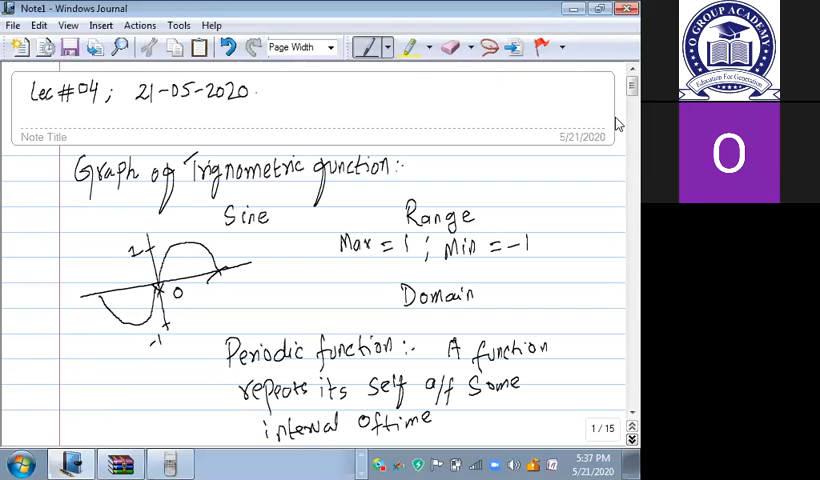 Note1 - Windows Journal
File Edit View Insert Actions Tools Help
Page Width
Lec #04; 21-05-2020.
Note Title
5/21/2020
Graph of Trignometric function:-
Sine
Range
Max = 1; Min = -1
1
0
-1
Domain
Periodic function:- A function
repeats its self a/f Some
interval of time
1 / 15
5:37 PM
5/21/2020
O GROUP ACADEMY
Education For Generation
O